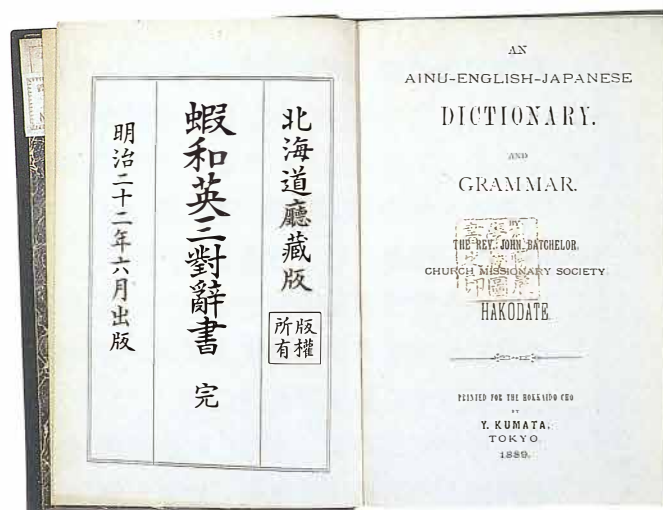 北海道廳藏版
版權所有
蝦和英三對辭書 完
明治二十二年六月出版
AN
AINU-ENGLISH-JAPANESE
DICTIONARY.
AND
GRAMMAR.
BY
THE REV. JOHN BATCHELOR,
CHURCH MISSIONARY SOCIETY
HAKODATE
PRINTED FOR THE HOKKAIDO CHO
BY
Y. KUMATA.
TOKYO
1889.